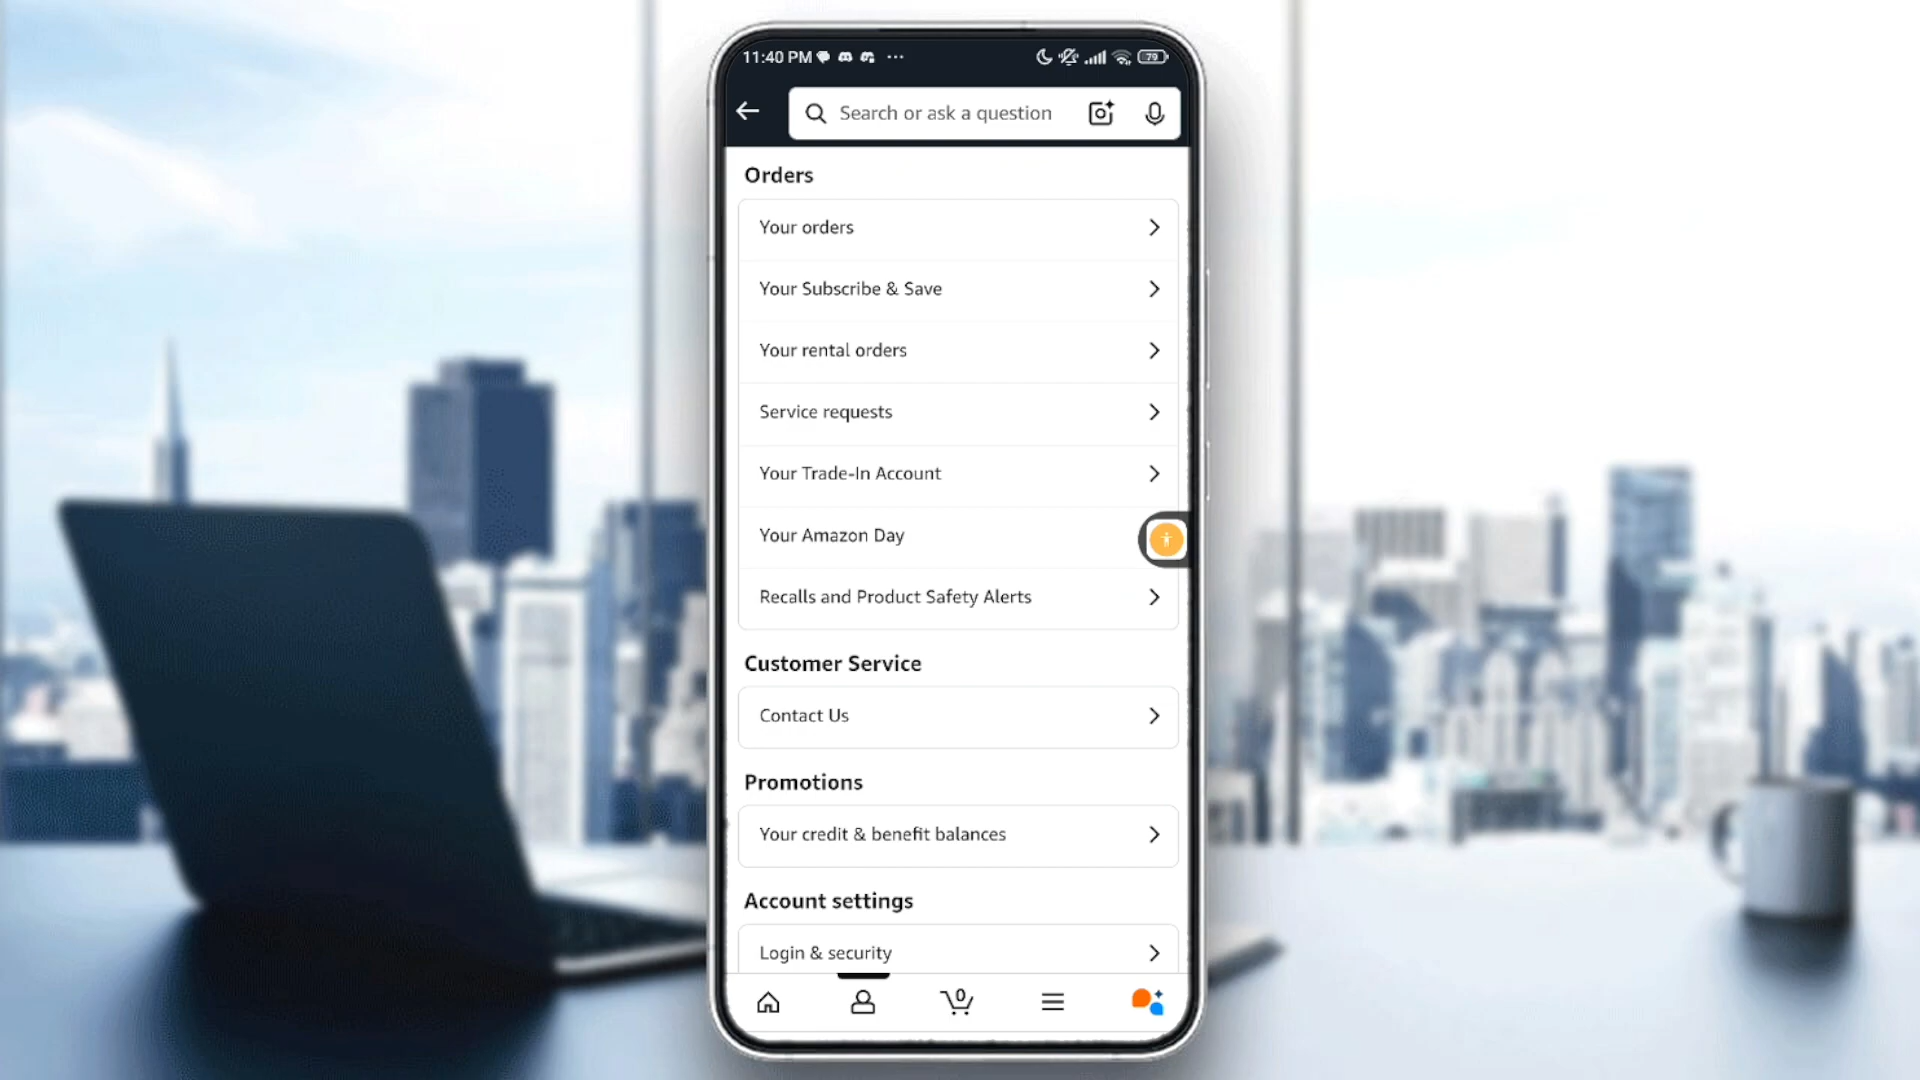 11:40 PM
79
Search or ask a question
Orders
Your orders
Your Subscribe & Save
Your rental orders
Service requests
Your Trade-In Account
Your Amazon Day
Recalls and Product Safety Alerts
Customer Service
Contact Us
Promotions
Your credit & benefit balances
Account settings
Login & security
0